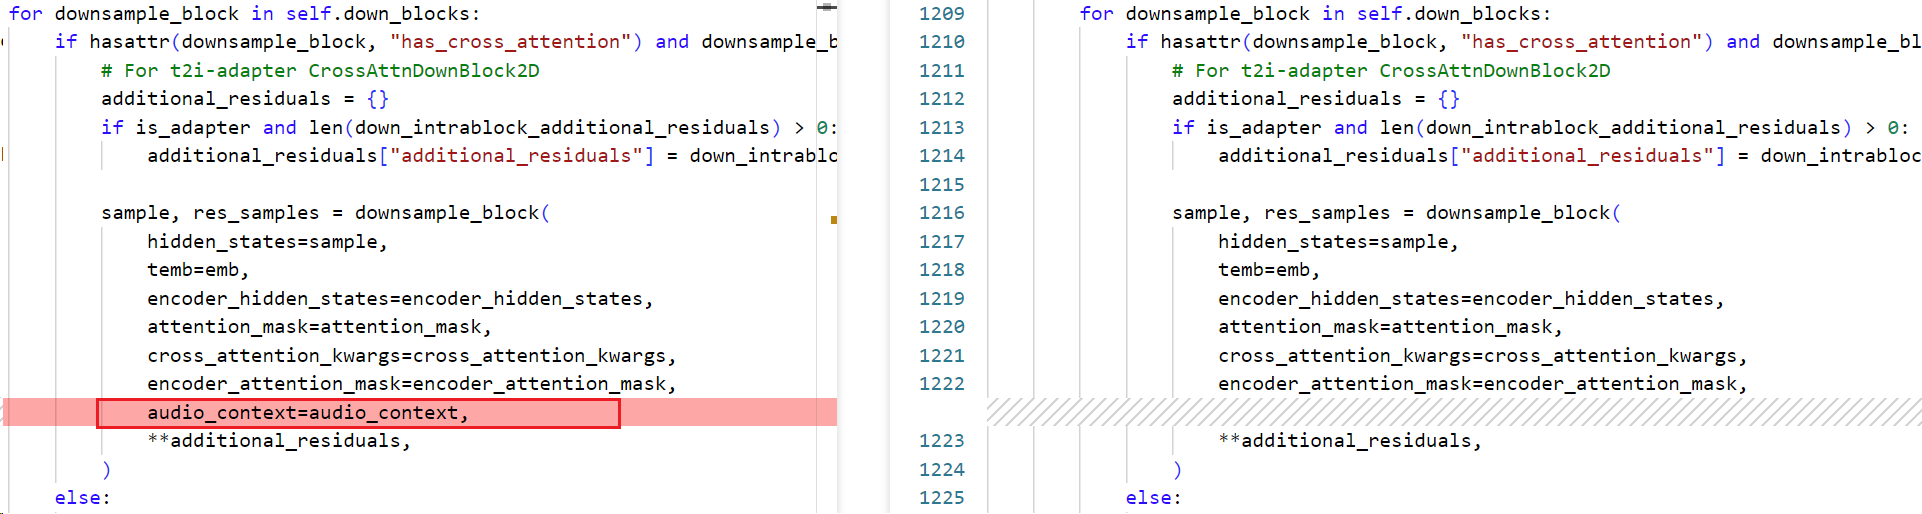 for downsample_block in self.down_blocks:
if hasattr(downsample_block, "has_cross_attention") and downsample_b
# For t2i-adapter CrossAttnDownBlock2D
additional_residuals = {}
if is_adapter and len(down_intrablock_additional_residuals) > 0:
additional_residuals["additional_residuals"] = down_intrablo
sample, res_samples = downsample_block(
hidden_states=sample,
temb=emb,
encoder_hidden_states=encoder_hidden_states,
attention_mask=attention_mask,
cross_attention_kwargs=cross_attention_kwargs,
encoder_attention_mask=encoder_attention_mask,
audio_context=audio_context,
**additional_residuals,
)
else:
1209 for downsample_block in self.down_blocks:
1210 if hasattr(downsample_block, "has_cross_attention") and downsample_bl
1211 # For t2i-adapter CrossAttnDownBlock2D
1212 additional_residuals = {}
1213 if is_adapter and len(down_intrablock_additional_residuals) > 0:
1214 additional_residuals["additional_residuals"] = down_intrabloc
1215
1216 sample, res_samples = downsample_block(
1217 hidden_states=sample,
1218 temb=emb,
1219 encoder_hidden_states=encoder_hidden_states,
1220 attention_mask=attention_mask,
1221 cross_attention_kwargs=cross_attention_kwargs,
1222 encoder_attention_mask=encoder_attention_mask,
1223 **additional_residuals,
1224 )
1225 else: